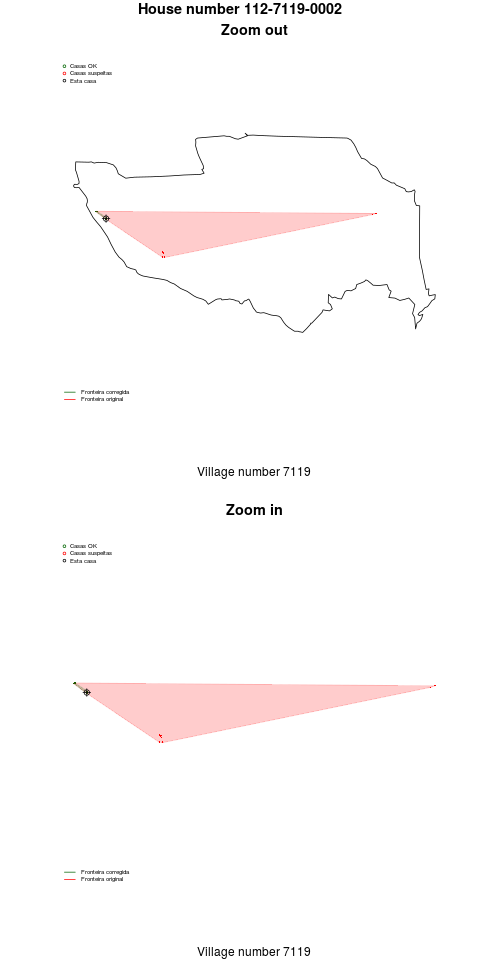 House number 112-7119-0002
Zoom out
Casas OK
Casas suspeitas
Esta casa
Fronteira corregida
Fronteira original
Village number 7119
Zoom in
Casas OK
Casas suspeitas
Esta casa
Fronteira corregida
Fronteira original
Village number 7119